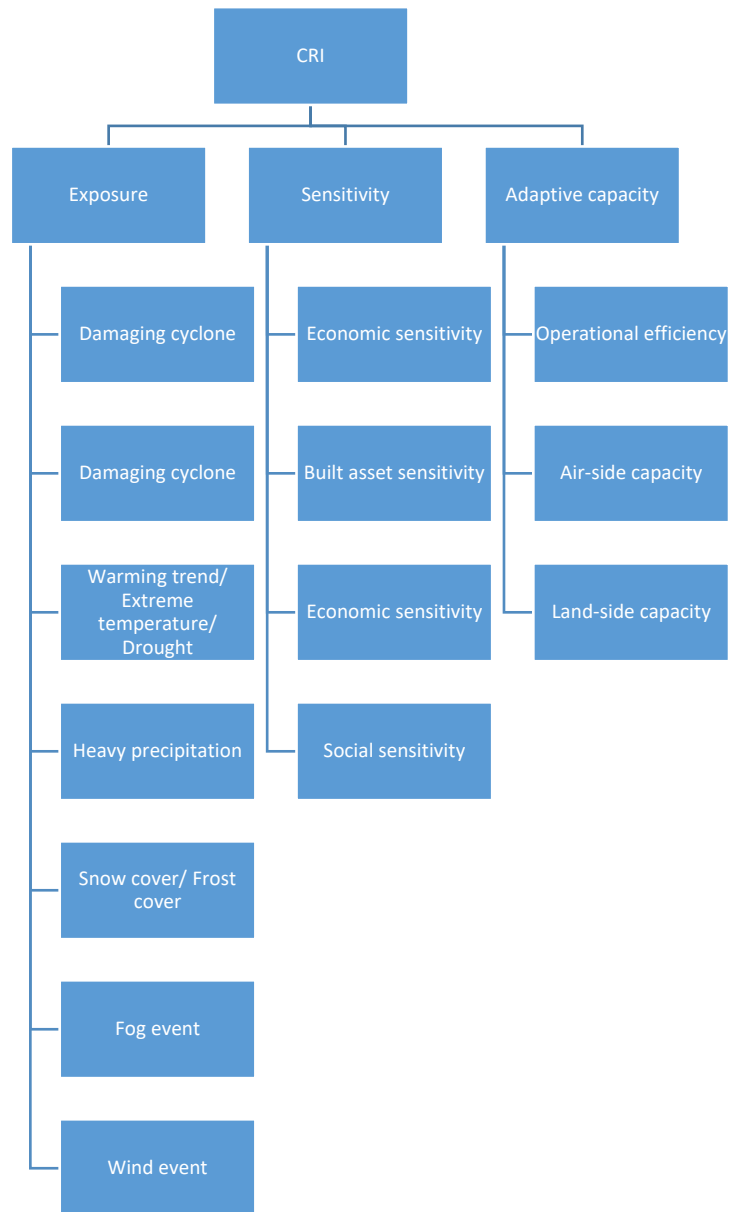 CRI
Exposure
Sensitivity
Adaptive capacity
Damaging cyclone
Economic sensitivity
Operational efficiency
Damaging cyclone
Built asset sensitivity
Air-side capacity
Warming trend/
Extreme
temperature/
Drought
Economic sensitivity
Land-side capacity
Heavy precipitation
Social sensitivity
Snow cover/ Frost
cover
Fog event
Wind event